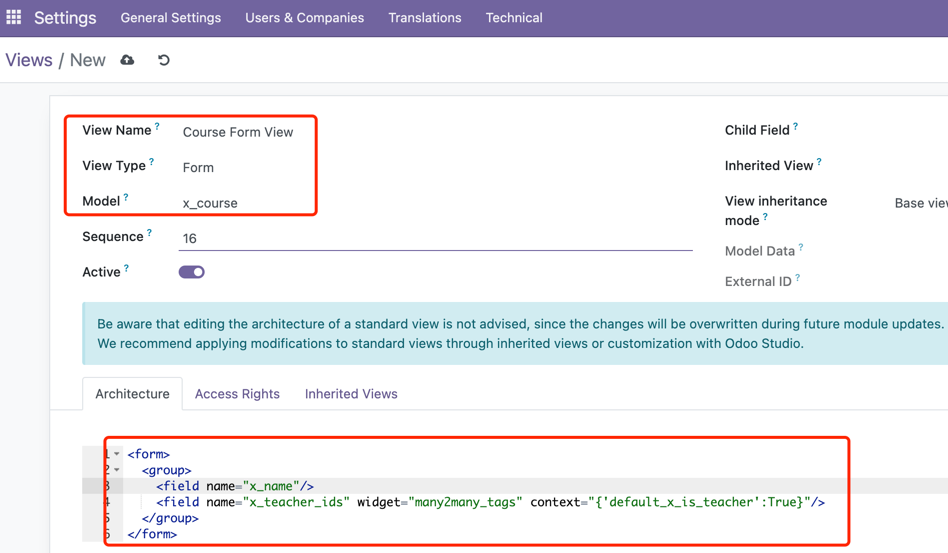 Settings General Settings Users & Companies Translations Technical
Views / New
View Name ? Course Form View
View Type ? Form
Model ? x_course
Sequence ? 16
Active ?
Child Field ?
Inherited View ?
View inheritance
mode ? Base view
Model Data ?
External ID ?
Be aware that editing the architecture of a standard view is not advised, since the changes will be overwritten during future module updates.
We recommend applying modifications to standard views through inherited views or customization with Odoo Studio.
Architecture Access Rights Inherited Views
1 <form>
2 <group>
3 <field name="x_name"/>
4 <field name="x_teacher_ids" widget="many2many_tags" context="{'default_x_is_teacher':True}"/>
5 </group>
6 </form>